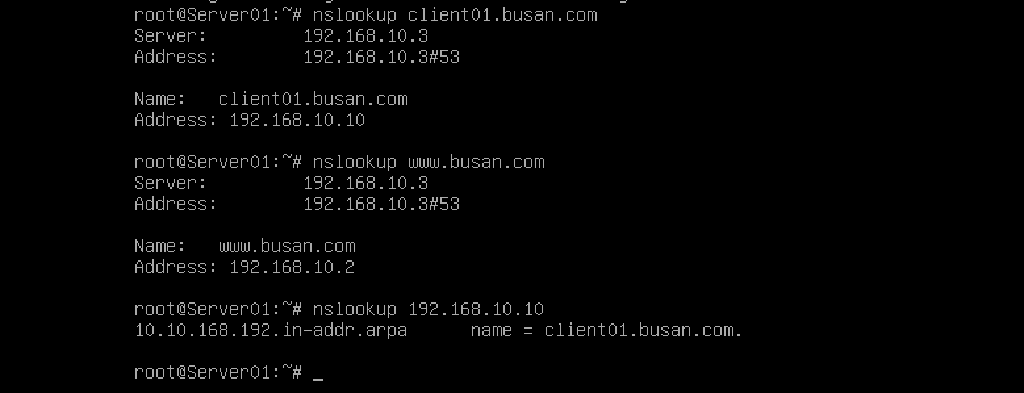 root@Server01:~# nslookup client01.busan.com
Server:         192.168.10.3
Address:        192.168.10.3#53

Name:   client01.busan.com
Address: 192.168.10.10

root@Server01:~# nslookup www.busan.com
Server:         192.168.10.3
Address:        192.168.10.3#53

Name:   www.busan.com
Address: 192.168.10.2

root@Server01:~# nslookup 192.168.10.10
10.10.168.192.in-addr.arpa      name = client01.busan.com.

root@Server01:~# _